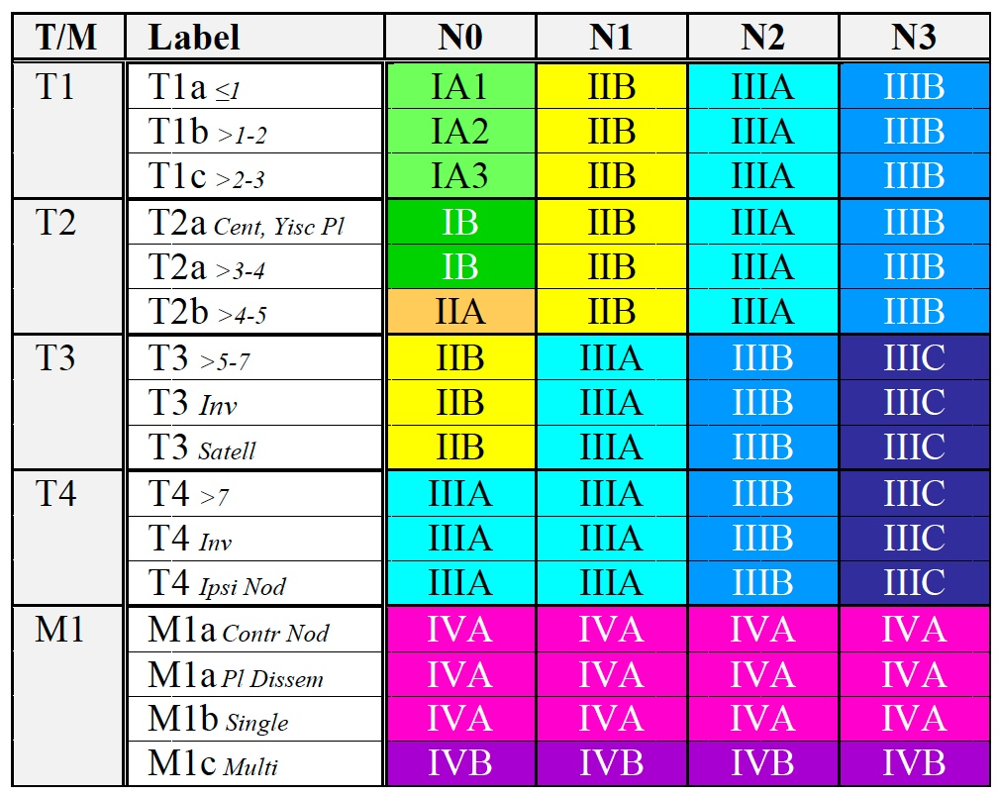 T/M Label N0 N1 N2 N3
T1 T1a ≤1 IA1 IIB IIIA IIIB
T1b >1-2 IA2 IIB IIIA IIIB
T1c >2-3 IA3 IIB IIIA IIIB
T2 T2a Cent, Yisc Pl IB IIB IIIA IIIB
T2a >3-4 IB IIB IIIA IIIB
T2b >4-5 IIA IIB IIIA IIIB
T3 T3 >5-7 IIB IIIA IIIB IIIC
T3 Inv IIB IIIA IIIB IIIC
T3 Satell IIB IIIA IIIB IIIC
T4 T4 >7 IIIA IIIA IIIB IIIC
T4 Inv IIIA IIIA IIIB IIIC
T4 Ipsi Nod IIIA IIIA IIIB IIIC
M1 M1a Contr Nod IVA IVA IVA IVA
M1a Pl Dissem IVA IVA IVA IVA
M1b Single IVA IVA IVA IVA
M1c Multi IVB IVB IVB IVB